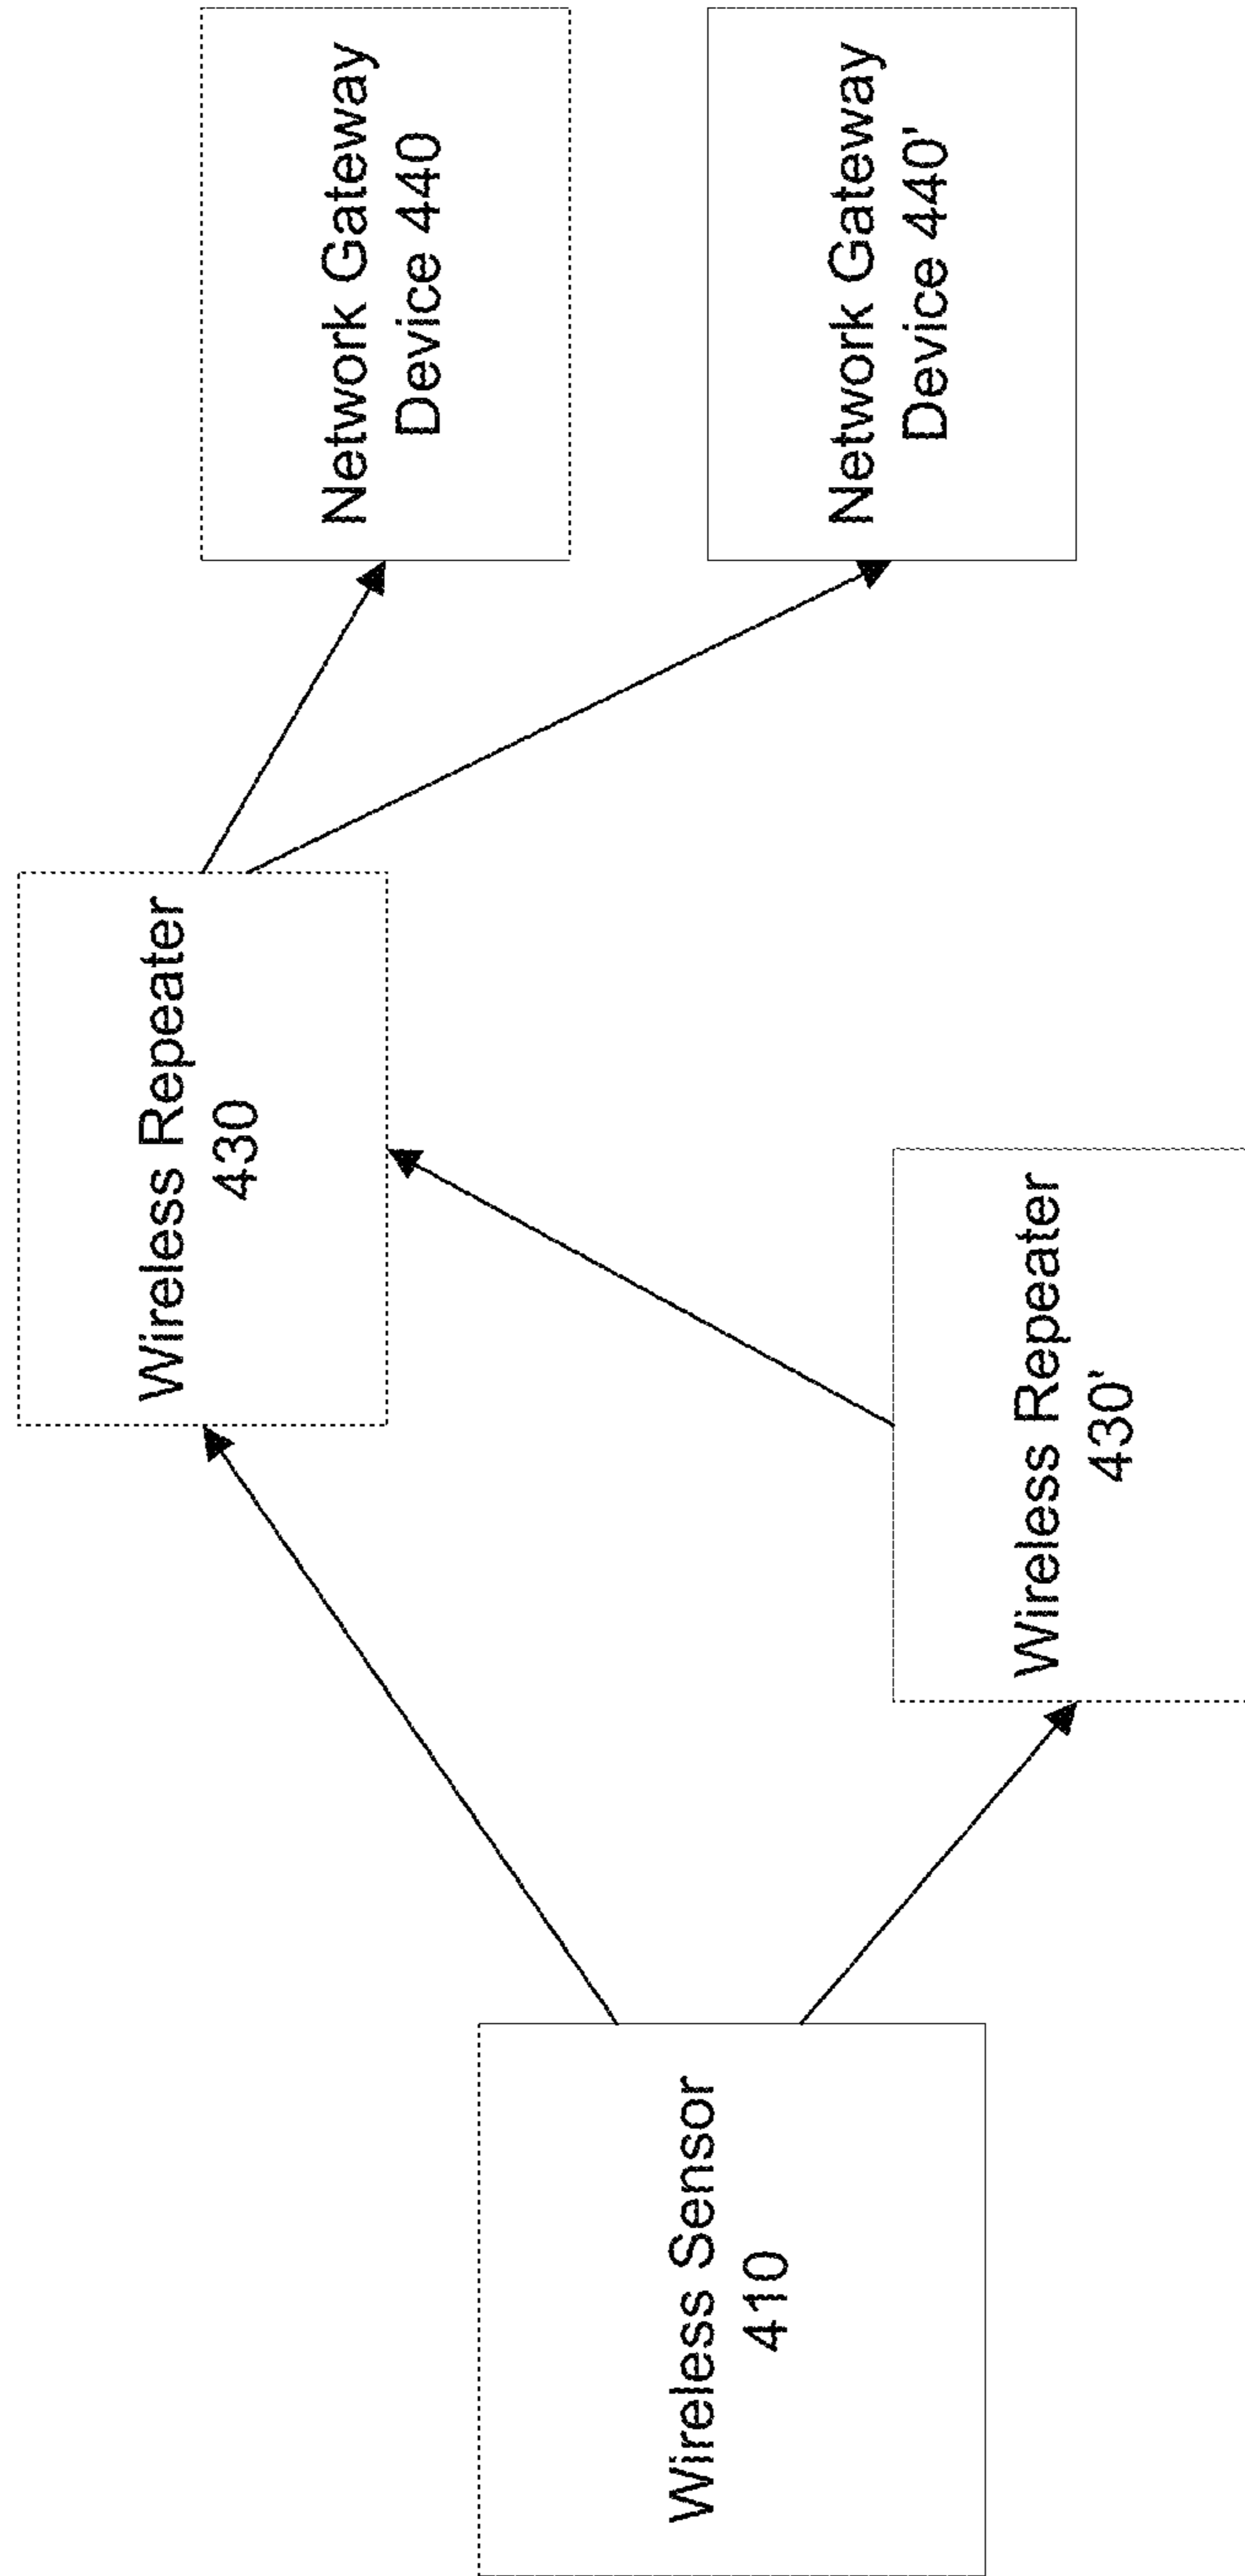 Wireless Sensor
410
Wireless Repeater
430
Wireless Repeater
430'
Network Gateway
Device 440
Network Gateway
Device 440'